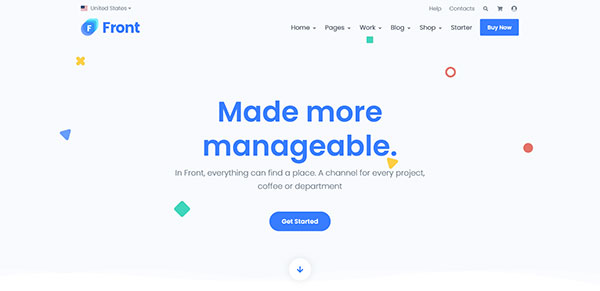 United States
Help Contacts
Front
Home Pages Work Blog Shop Starter Buy Now
Made more
manageable.
In Front, everything can find a place. A channel for every project,
coffee or department
Get Started